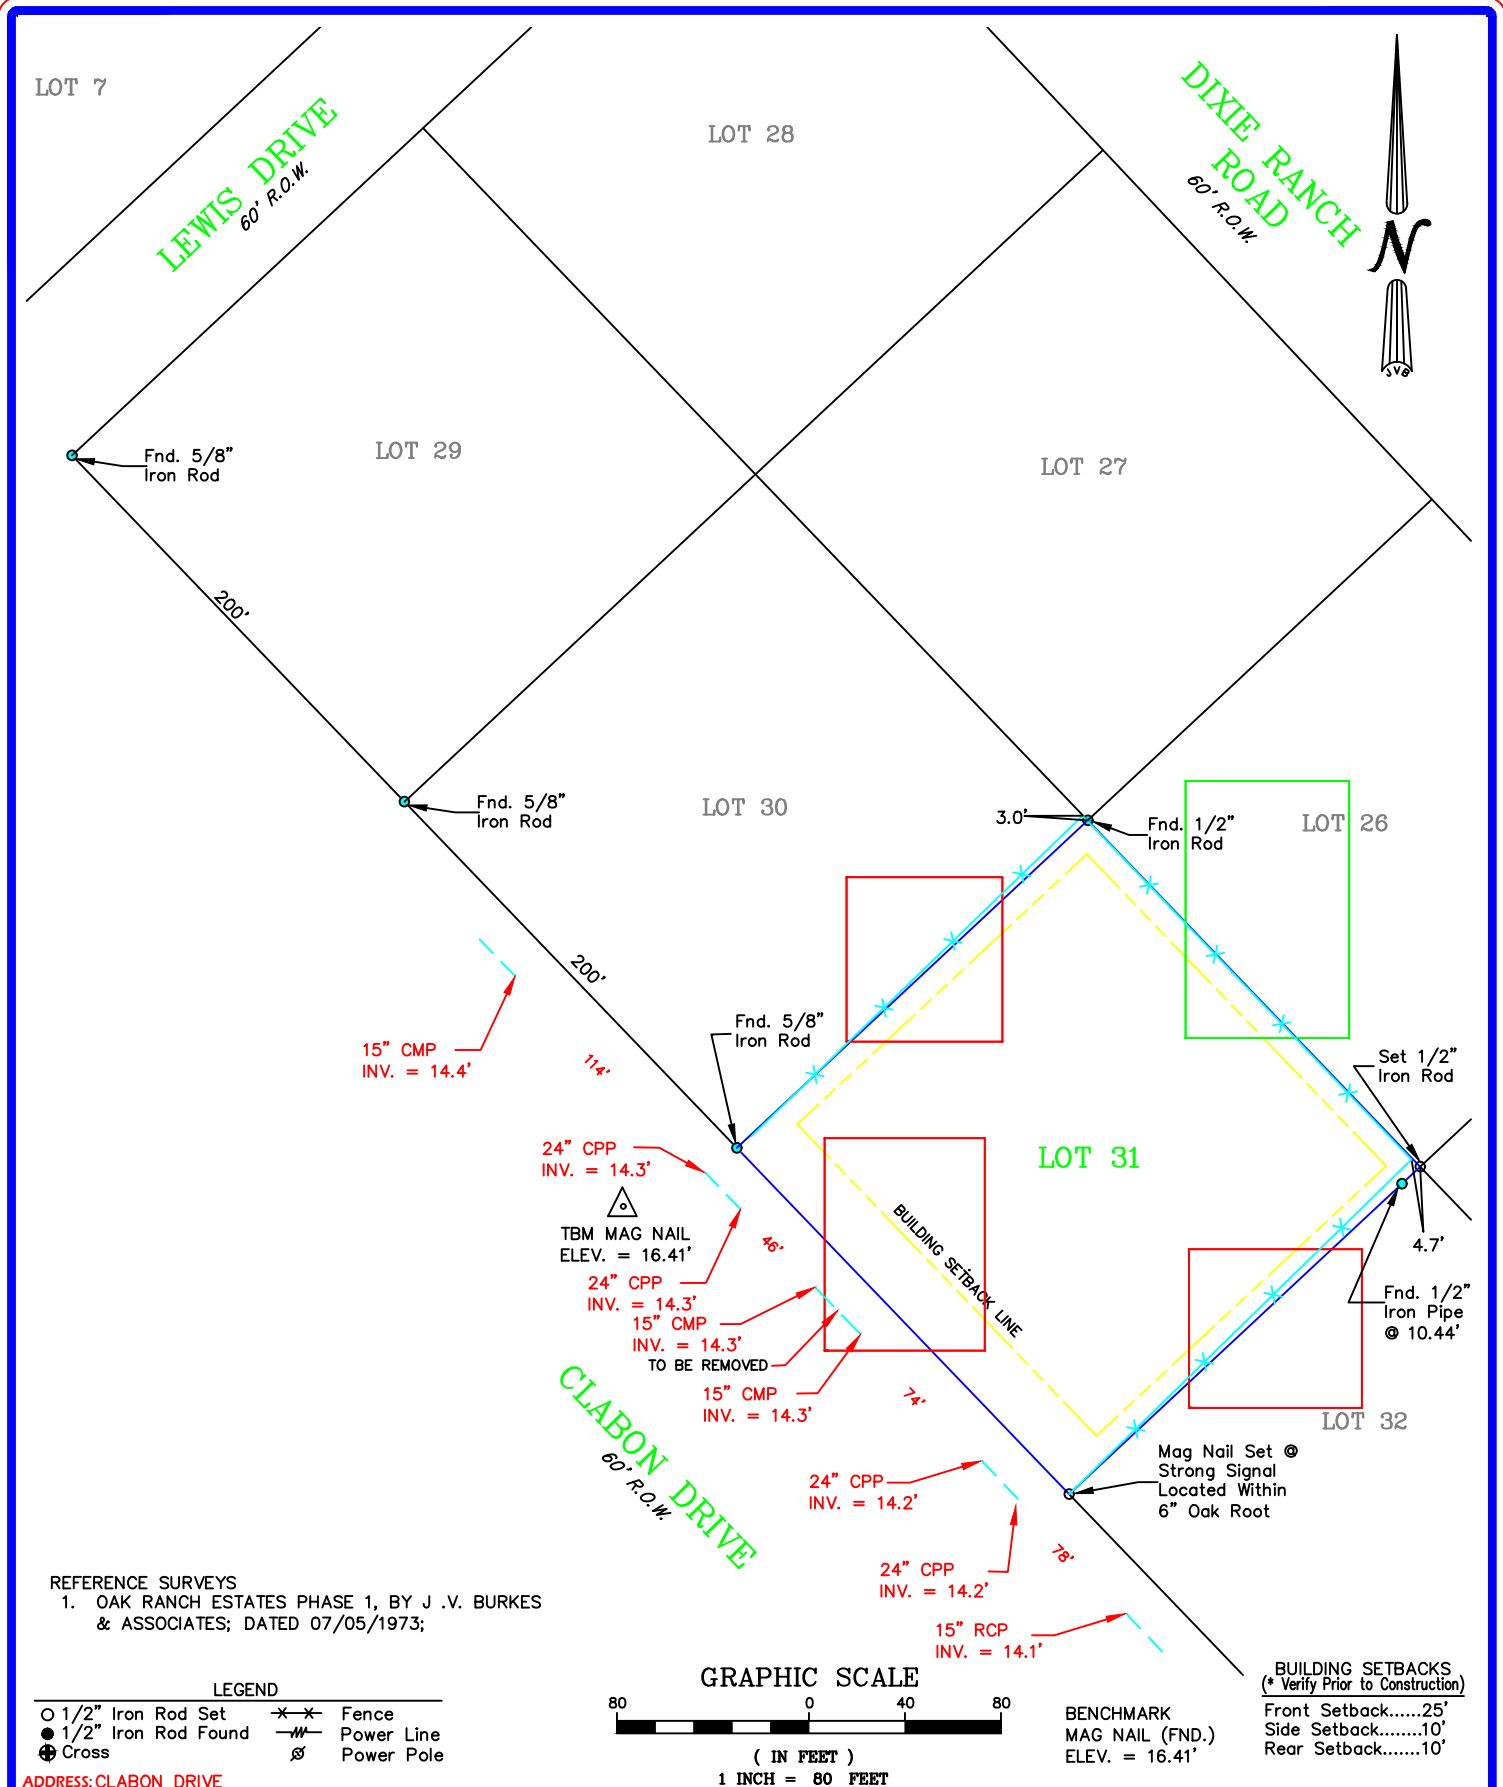 LOT 7
LEWIS DRIVE
60' R.O.W.
LOT 28
DIXIE RANCH
ROAD
60' R.O.W.
N
JVB
Fnd. 5/8"
Iron Rod
LOT 29
LOT 27
200'
Fnd. 5/8"
Iron Rod
LOT 30
3.0'
Fnd. 1/2"
Iron Rod
LOT 26
200'
15" CMP
INV. = 14.4'
114'
Fnd. 5/8"
Iron Rod
Set 1/2"
Iron Rod
24" CPP
INV. = 14.3'
LOT 31
TBM MAG NAIL
ELEV. = 16.41'
46'
BUILDING SETBACK LINE
4.7'
24" CPP
INV. = 14.3'
15" CMP
INV. = 14.3'
TO BE REMOVED
15" CMP
INV. = 14.3'
Fnd. 1/2"
Iron Pipe
@ 10.44'
74'
CLABON DRIVE
60' R.O.W.
LOT 32
Mag Nail Set @
Strong Signal
Located Within
6" Oak Root
24" CPP
INV. = 14.2'
78'
24" CPP
INV. = 14.2'
15" RCP
INV. = 14.1'
REFERENCE SURVEYS
1. OAK RANCH ESTATES PHASE 1, BY J .V. BURKES
& ASSOCIATES; DATED 07/05/1973;
LEGEND
1/2" Iron Rod Set
Fence
1/2" Iron Rod Found
Power Line
Cross
Power Pole
ADDRESS: CLABON DRIVE
GRAPHIC SCALE
80 0 40 80
( IN FEET )
1 INCH = 80 FEET
BENCHMARK
MAG NAIL (FND.)
ELEV. = 16.41'
BUILDING SETBACKS
(* Verify Prior to Construction)
Front Setback.....25'
Side Setback.......10'
Rear Setback.......10'